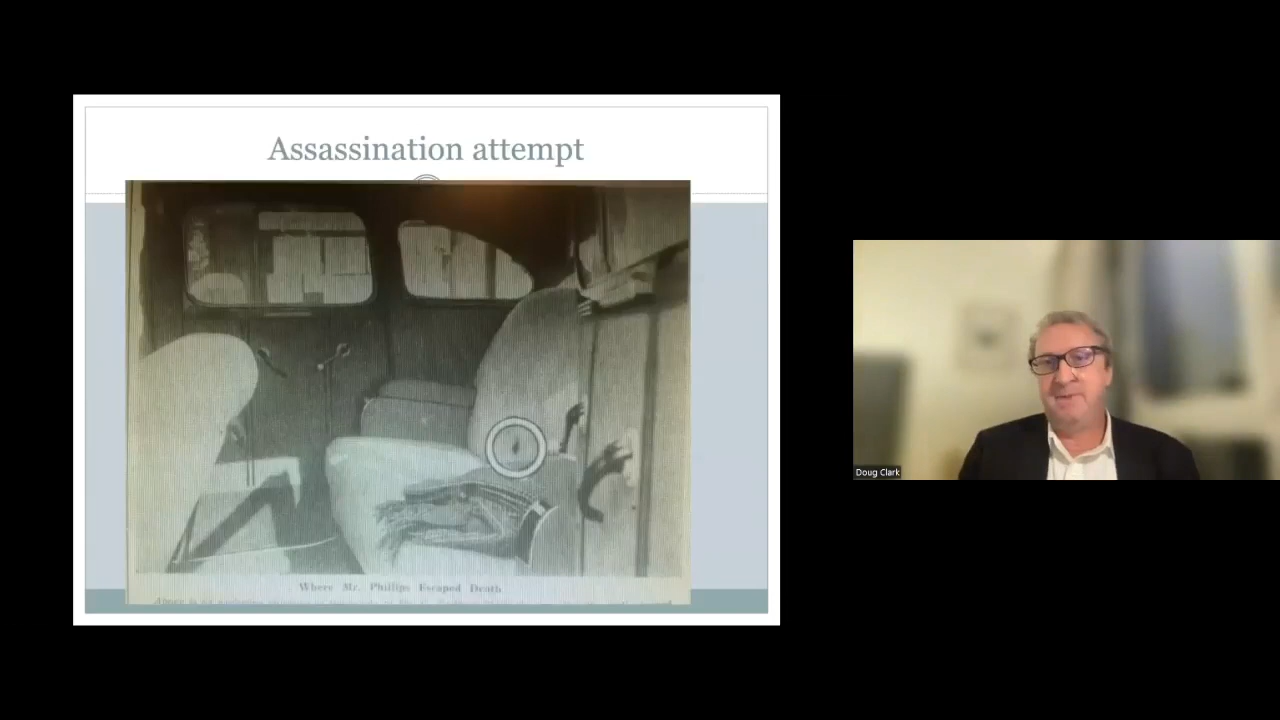 Assassination attempt
Where Mr. Phillips Escaped Death
Doug Clark